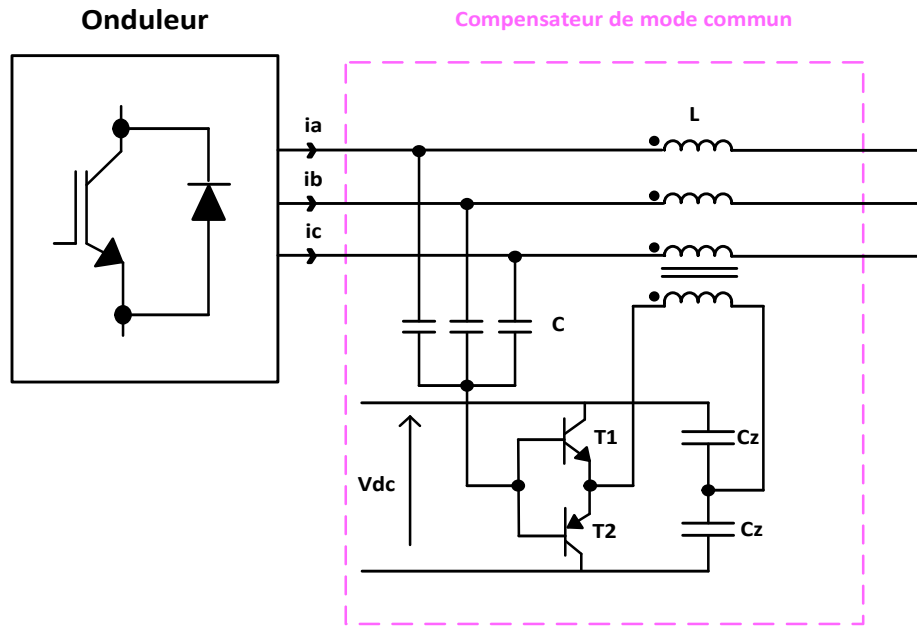 Onduleur
Compensateur de mode commun
L
ia
ib
ic
C
T1
Cz
Vdc
T2
Cz